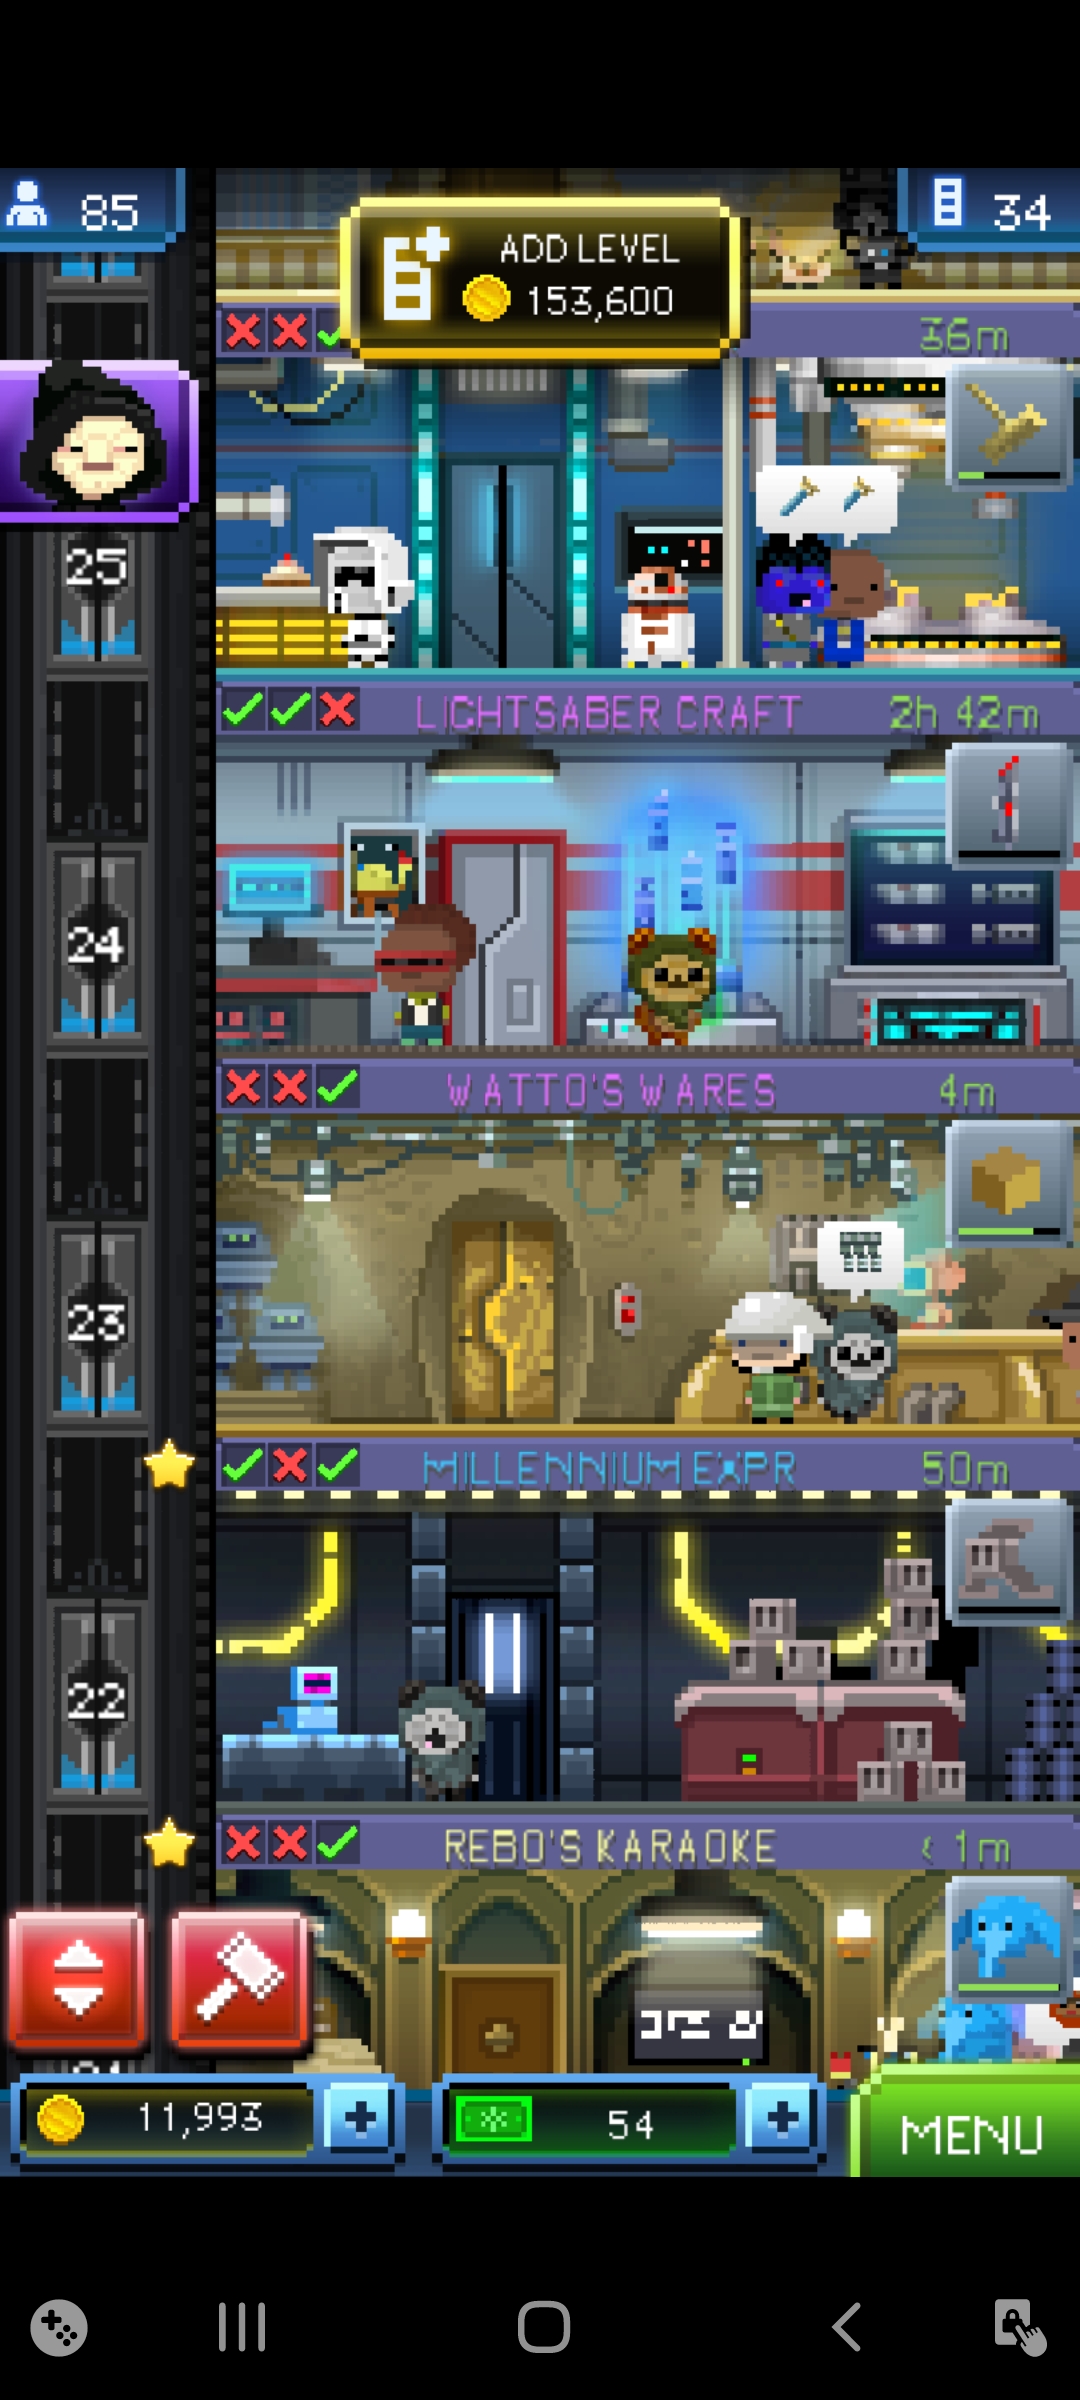 85
34
ADD LEVEL
153,600
36m
25
LIGHTSABER CRAFT
2h 42m
24
WATTO'S WARES
4m
23
MILLENNIUM EXPR
50m
22
REBO'S KARAOKE
< 1m
11,993
54
MENU